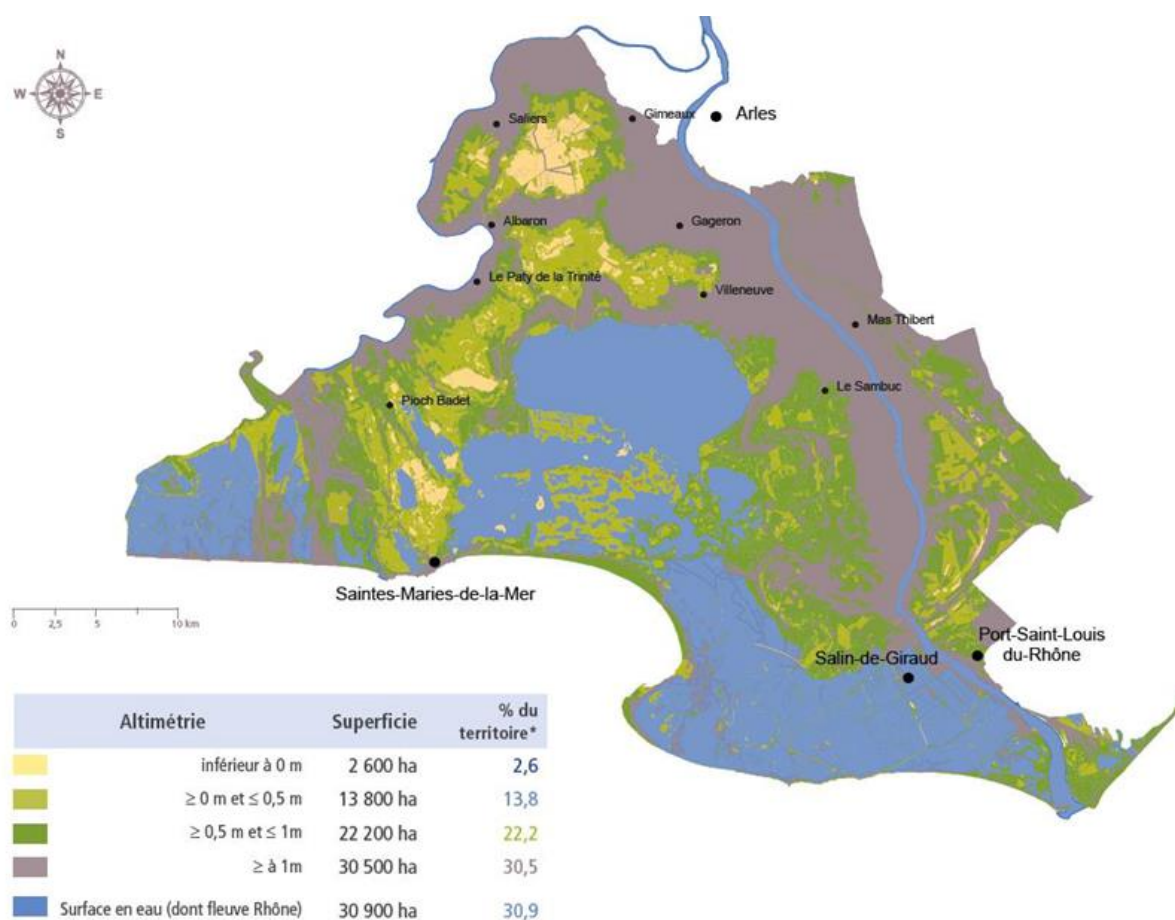 N
W E
S
Saliers
Gimeaux
Arles
Albaron
Gageron
Le Paty de la Trinité
Villeneuve
Mas Thibert
Le Sambuc
Pioch Badet
Saintes-Maries-de-la-Mer
0 2,5 5 10 km
Port-Saint-Louis
du-Rhône
Salin-de-Giraud
Altimétrie Superficie % du
territoire*
inférieur à 0 m 2 600 ha 2,6
≥ 0 m et ≤ 0,5 m 13 800 ha 13,8
≥ 0,5 m et ≤ 1m 22 200 ha 22,2
≥ à 1m 30 500 ha 30,5
Surface en eau (dont fleuve Rhône) 30 900 ha 30,9